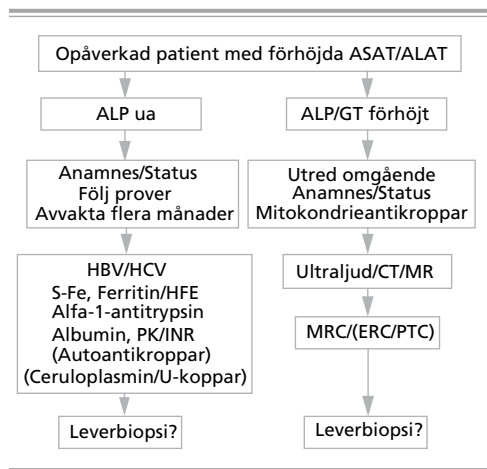 Opåverkad patient med förhöjda ASAT/ALAT
ALP ua
Anamnes/Status
Följ prover
Avvakta flera månader
HBV/HCV
S-Fe, Ferritin/HFE
Alfa-1-antitrypsin
Albumin, PK/INR
(Autoantikroppar)
(Ceruloplasmin/U-koppar)
Leverbiopsi?
ALP/GT förhöjt
Utred omgående
Anamnes/Status
Mitokondrieantikroppar
Ultraljud/CT/MR
MRC/(ERC/PTC)
Leverbiopsi?